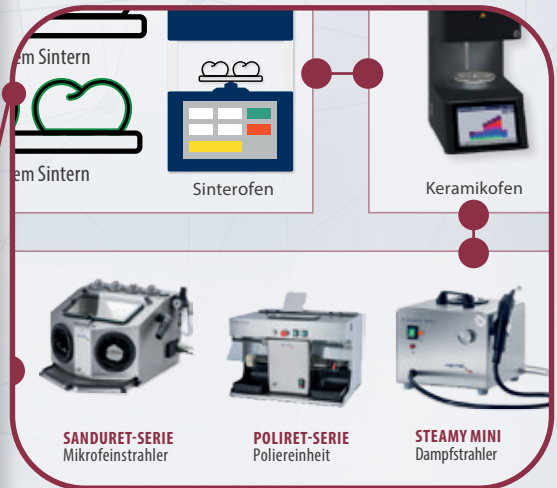 em Sintern
em Sintern
Sinterofen
Keramikofen
SANDURET-SERIE
Mikrofeinstrahler
POLIRET-SERIE
Poliereinheit
STEAMY MINI
Dampfstrahler